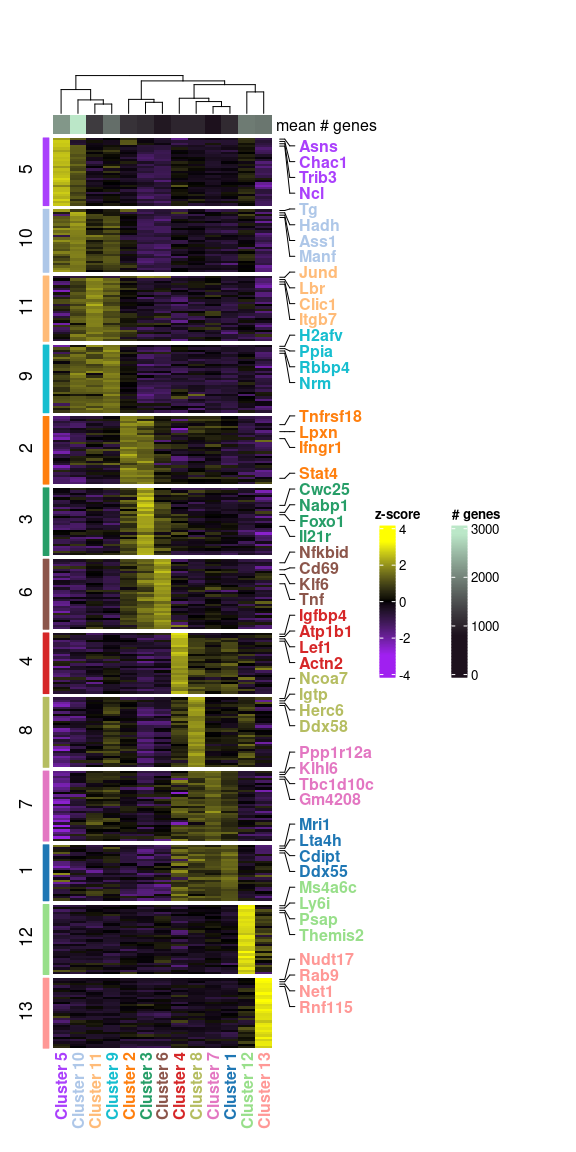 mean # genes
5
Asns
Chac1
Trib3
Ncl
10
Tg
Hadh
Ass1
Manf
11
Jund
Lbr
Clic1
Itgb7
9
H2afv
Ppia
Rbbp4
Nrm
2
Tnfrsf18
Lpxn
Ifngr1
Stat4
3
Cwc25
Nabp1
Foxo1
Il21r
6
Nfkbid
Cd69
Klf6
Tnf
4
Igfbp4
Atp1b1
Lef1
Actn2
8
Ncoa7
Igtp
Herc6
Ddx58
7
Ppp1r12a
Klhl6
Tbc1d10c
Gm4208
1
Mri1
Lta4h
Cdipt
Ddx55
12
Ms4a6c
Ly6i
Psap
Themis2
13
Nudt17
Rab9
Net1
Rnf115
Cluster 5
Cluster 10
Cluster 11
Cluster 9
Cluster 2
Cluster 3
Cluster 6
Cluster 4
Cluster 8
Cluster 7
Cluster 1
Cluster 12
Cluster 13
z-score
4
2
0
-2
-4
# genes
3000
2000
1000
0